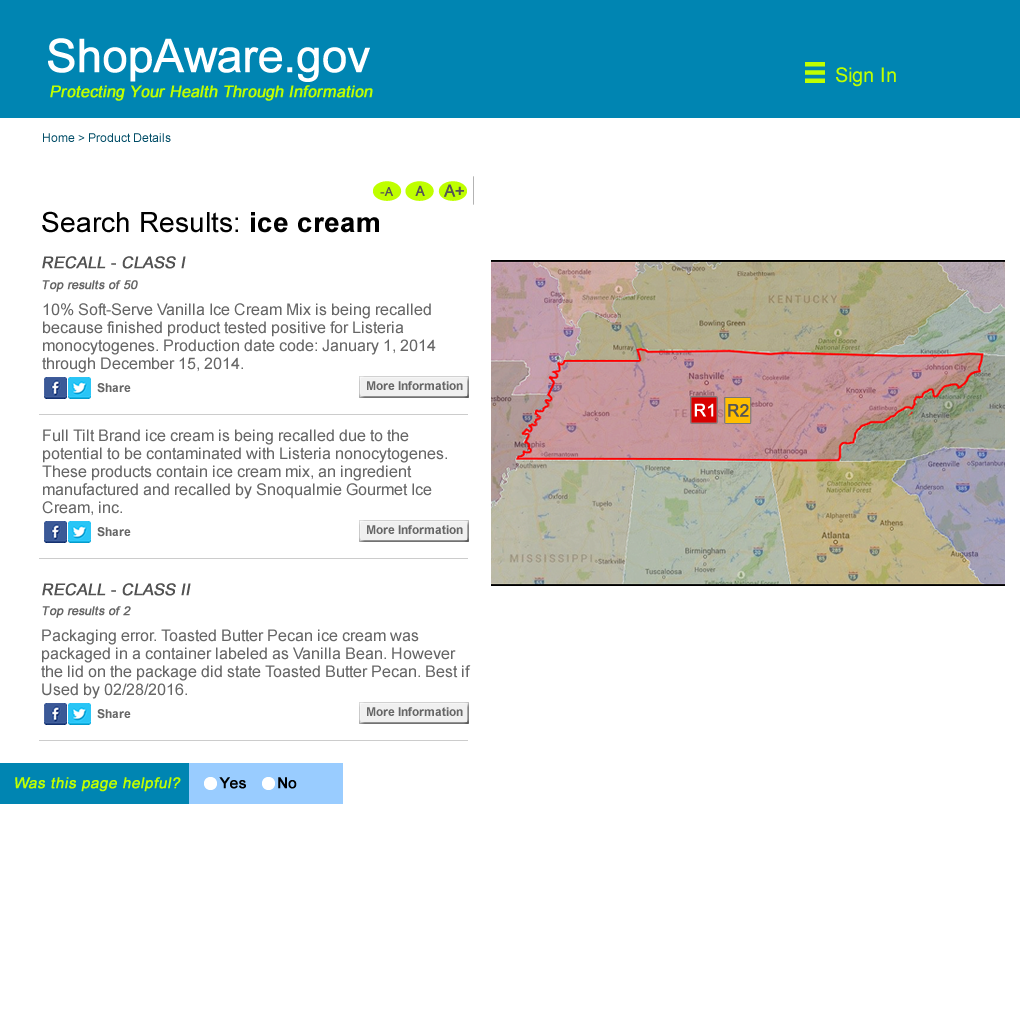 ShopAware.gov
Protecting Your Health Through Information
Sign In
Home > Product Details
-A A A+
Search Results: ice cream
RECALL - CLASS I
Top results of 50
10% Soft-Serve Vanilla Ice Cream Mix is being recalled
because finished product tested positive for Listeria
monocytogenes. Production date code: January 1, 2014
through December 15, 2014.
Share
More Information
Full Tilt Brand ice cream is being recalled due to the
potential to be contaminated with Listeria nonocytogenes.
These products contain ice cream mix, an ingredient
manufactured and recalled by Snoqualmie Gourmet Ice
Cream, inc.
Share
More Information
RECALL - CLASS II
Top results of 2
Packaging error. Toasted Butter Pecan ice cream was
packaged in a container labeled as Vanilla Bean. However
the lid on the package did state Toasted Butter Pecan. Best if
Used by 02/28/2016.
Share
More Information
Was this page helpful? Yes No
Carbondale
Owensboro
Elizabethtown
Cape
Girardeau
Shawnee National Forest
KENTUCKY
Paducah
Bowling Green
Daniel Boone
National Forest
Murray
Clarksville
Kingsport
Johnson City
Nashville
Cookeville
Franklin
Knoxville
R1 R2
Jackson
Gatlinburg
Asheville
Memphis
Germantown
Chattanooga
Southaven
Florence
Huntsville
Madison
Decatur
Greenville
Spartanburg
Chattahoochee
National Forest
Anderson
Oxford
Tupelo
Alpharetta
Athens
Atlanta
MISSISSIPPI
Starkville
Birmingham
Hoover
Tuscaloosa
Augusta
Talladega National Forest